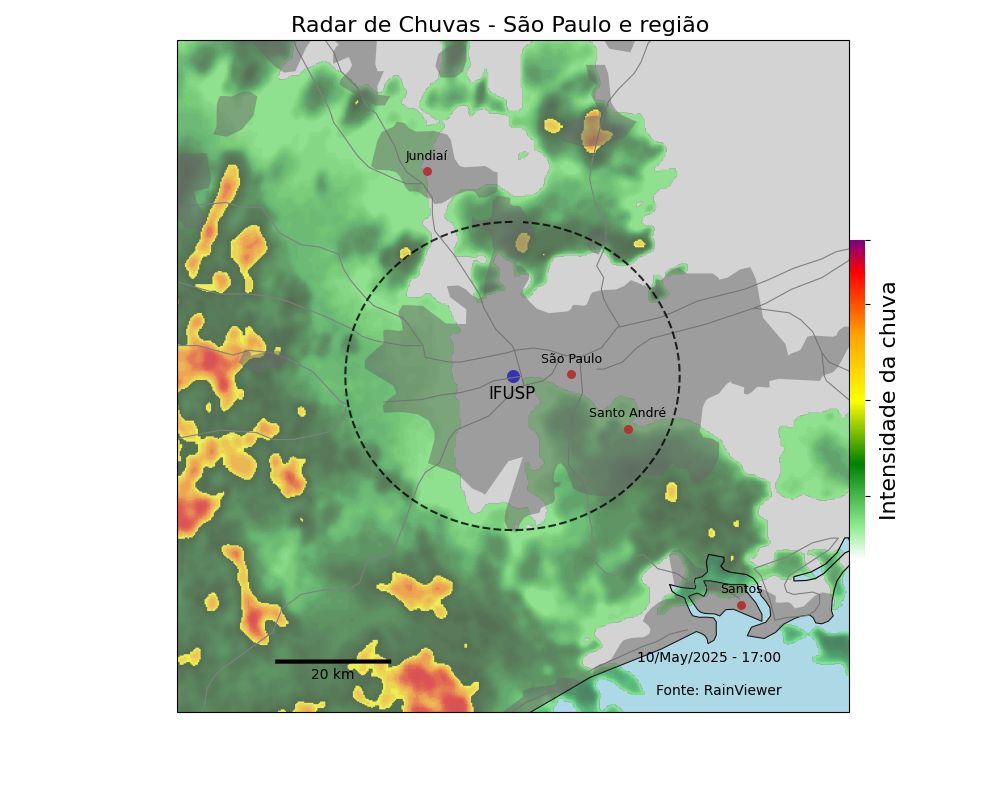 Radar de Chuvas - São Paulo e região
Jundiaí
São Paulo
IFUSP
Santo André
Intensidade da chuva
Santos
10/May/2025 - 17:00
20 km
Fonte: RainViewer